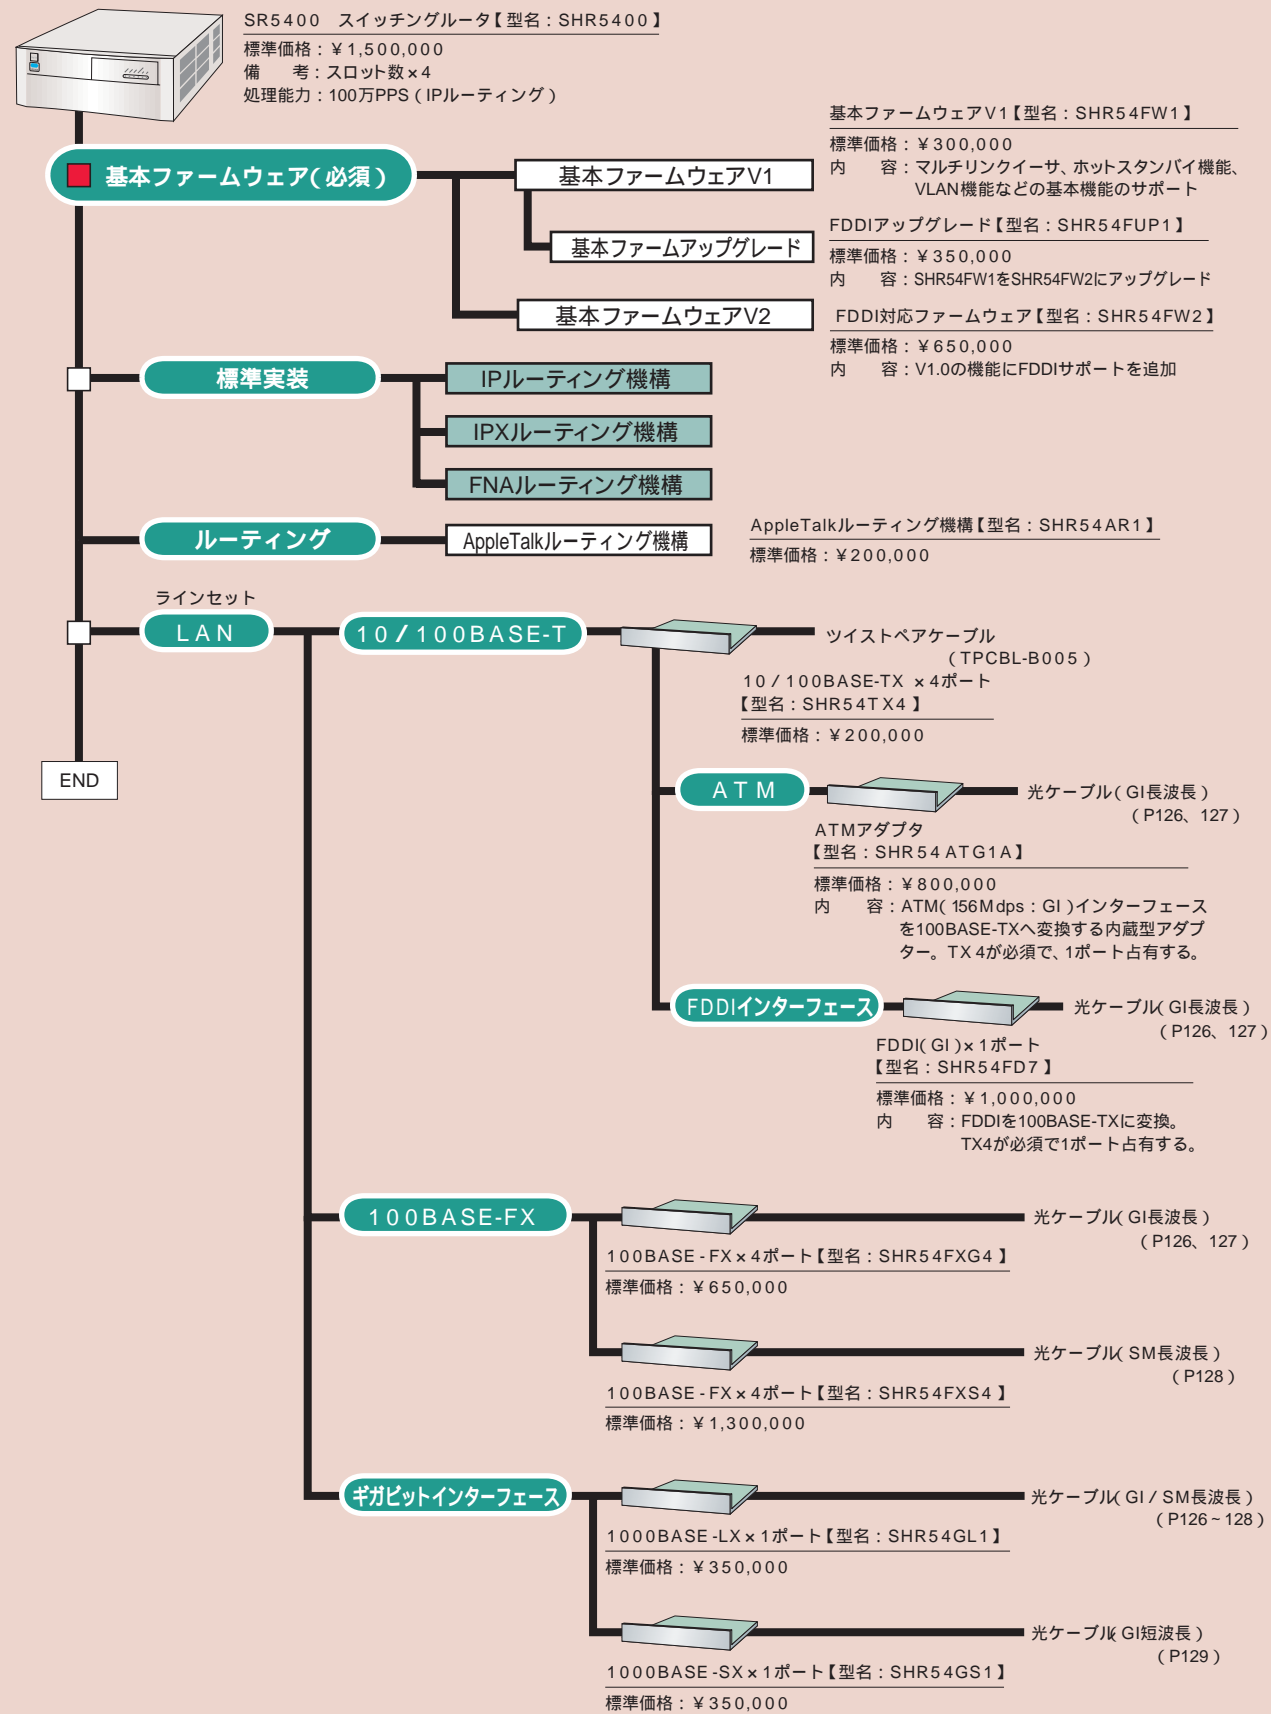 SR5400　スイッチングルータ【型名：SHR5400】
標準価格：¥1,500,000
備　　考：スロット数×4
処理能力：100万PPS（IPルーティング）
基本ファームウェア(必須)
基本ファームウェアV1
基本ファームウェアV1【型名：SHR54FW1】
標準価格：¥300,000
内　　容：マルチリンクイーサ、ホットスタンバイ機能、
VLAN機能などの基本機能のサポート
基本ファームアップグレード
FDDIアップグレード【型名：SHR54FUP1】
標準価格：¥350,000
内　　容：SHR54FW1をSHR54FW2にアップグレード
基本ファームウェアV2
FDDI対応ファームウェア【型名：SHR54FW2】
標準価格：¥650,000
内　　容：V1.0の機能にFDDIサポートを追加
標準実装
IPルーティング機構
IPXルーティング機構
FNAルーティング機構
ルーティング
AppleTalkルーティング機構
AppleTalkルーティング機構【型名：SHR54AR1】
標準価格：¥200,000
ラインセット
LAN
10/100BASE-T
ツイストペアケーブル
（TPCBL-B005）
10／100BASE-TX ×4ポート
【型名：SHR54TX4】
標準価格：¥200,000
END
ATM
光ケーブル(GI長波長)
（P126、127）
ATMアダプタ
【型名：SHR54ATG1A】
標準価格：¥800,000
内　　容：ATM(156Mdps：GI)インターフェース
を100BASE-TXへ変換する内蔵型アダプ
ター。TX4が必須で、1ポート占有する。
FDDIインターフェース
光ケーブル(GI長波長)
（P126、127）
FDDI(GI)×1ポート
【型名：SHR54FD7】
標準価格：¥1,000,000
内　　容：FDDIを100BASE-TXに変換。
TX4が必須で1ポート占有する。
100BASE-FX
光ケーブル(GI長波長)
（P126、127）
100BASE-FX×4ポート【型名：SHR54FXG4】
標準価格：¥650,000
光ケーブル(SM長波長)
（P128）
100BASE-FX×4ポート【型名：SHR54FXS4】
標準価格：¥1,300,000
ギガビットインターフェース
光ケーブル(GI／SM長波長)
（P126~128）
1000BASE-LX×1ポート【型名：SHR54GL1】
標準価格：¥350,000
光ケーブル(GI短波長)
（P129）
1000BASE-SX×1ポート【型名：SHR54GS1】
標準価格：¥350,000